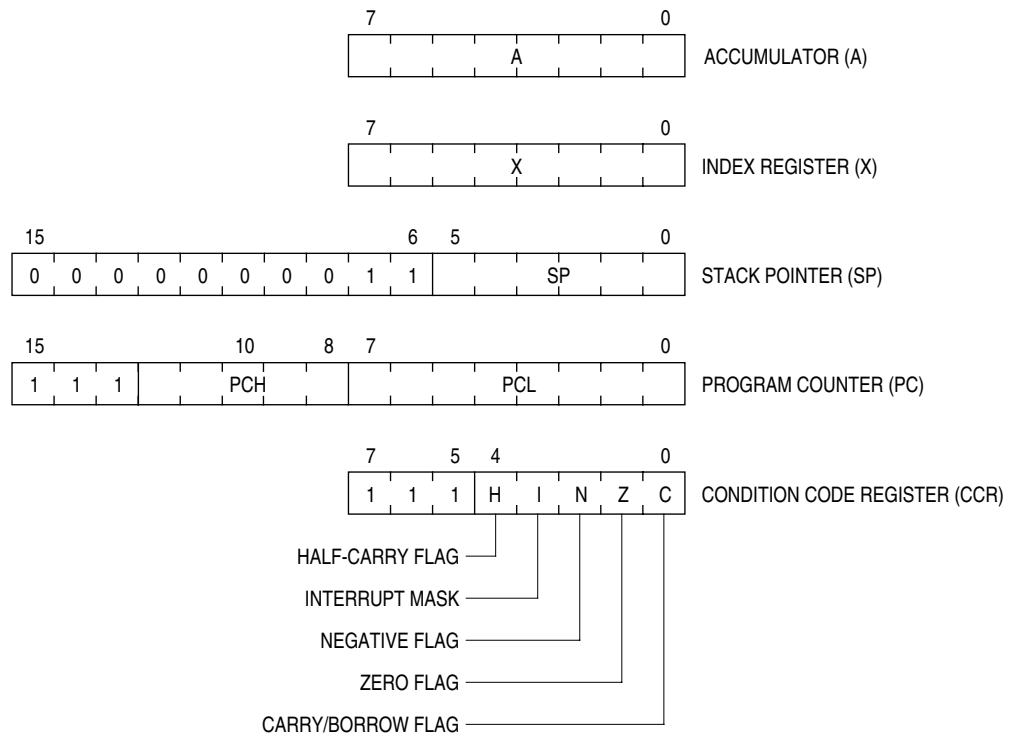 7 0
A ACCUMULATOR (A)
7 0
X INDEX REGISTER (X)
15 6 5 0
0 0 0 0 0 0 0 0 1 1 SP STACK POINTER (SP)
15 10 8 7 0
1 1 1 PCH PCL PROGRAM COUNTER (PC)
7 5 4 0
1 1 1 H I N Z C CONDITION CODE REGISTER (CCR)
HALF-CARRY FLAG
INTERRUPT MASK
NEGATIVE FLAG
ZERO FLAG
CARRY/BORROW FLAG